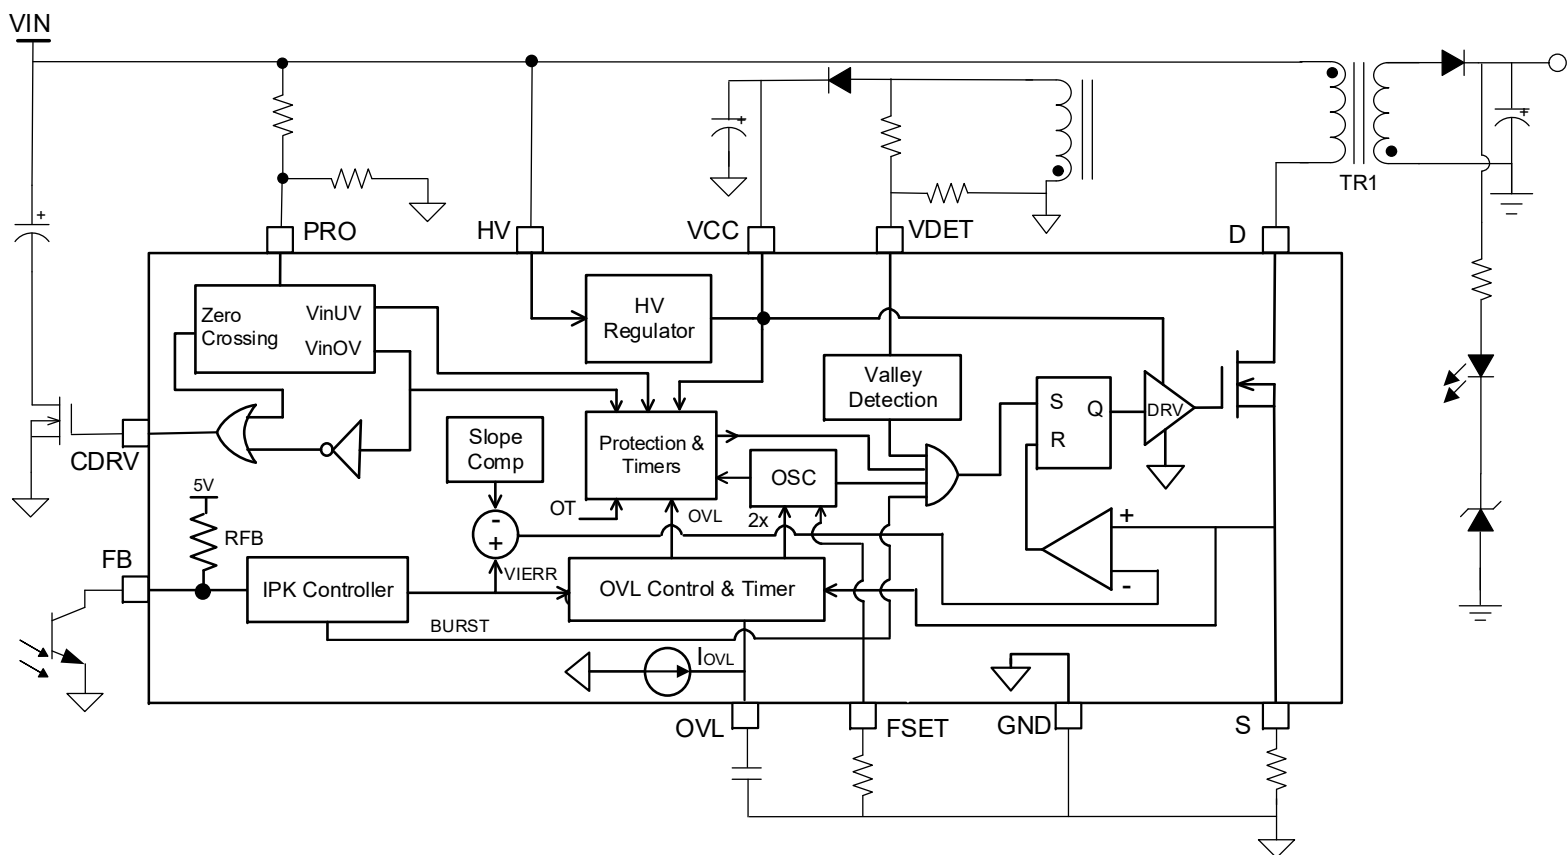 VIN
TR1
PRO
HV
VCC
VDET
D
Zero
Crossing
VinUV
VinOV
HV
Regulator
Valley
Detection
S
Q
R
DRV
CDRV
Slope
Comp
Protection &
Timers
OSC
5V
RFB
OT
OVL
2x
-
+
+
-
FB
IPK Controller
VIERR
OVL Control & Timer
BURST
IOVL
OVL
FSET
GND
S
+
+
+